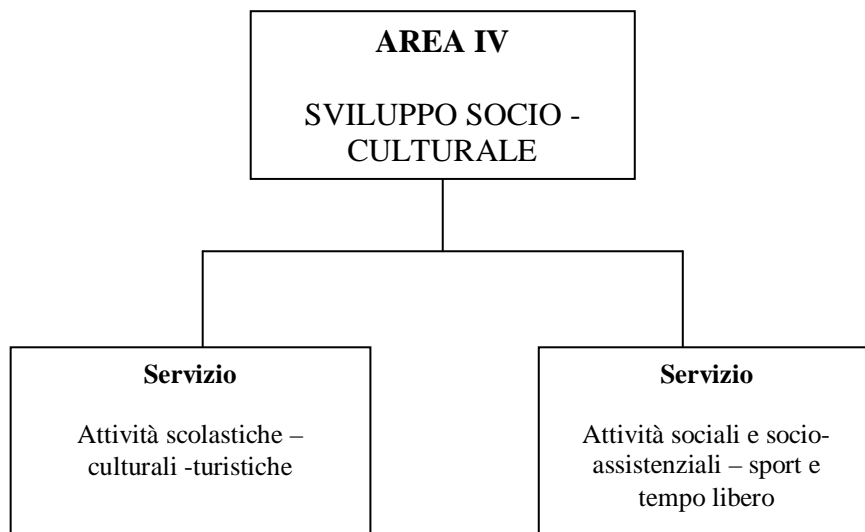 AREA IV
SVILUPPO SOCIO -
CULTURALE
Servizio
Attività scolastiche –
culturali -turistiche
Servizio
Attività sociali e socio-
assistenziali – sport e
tempo libero